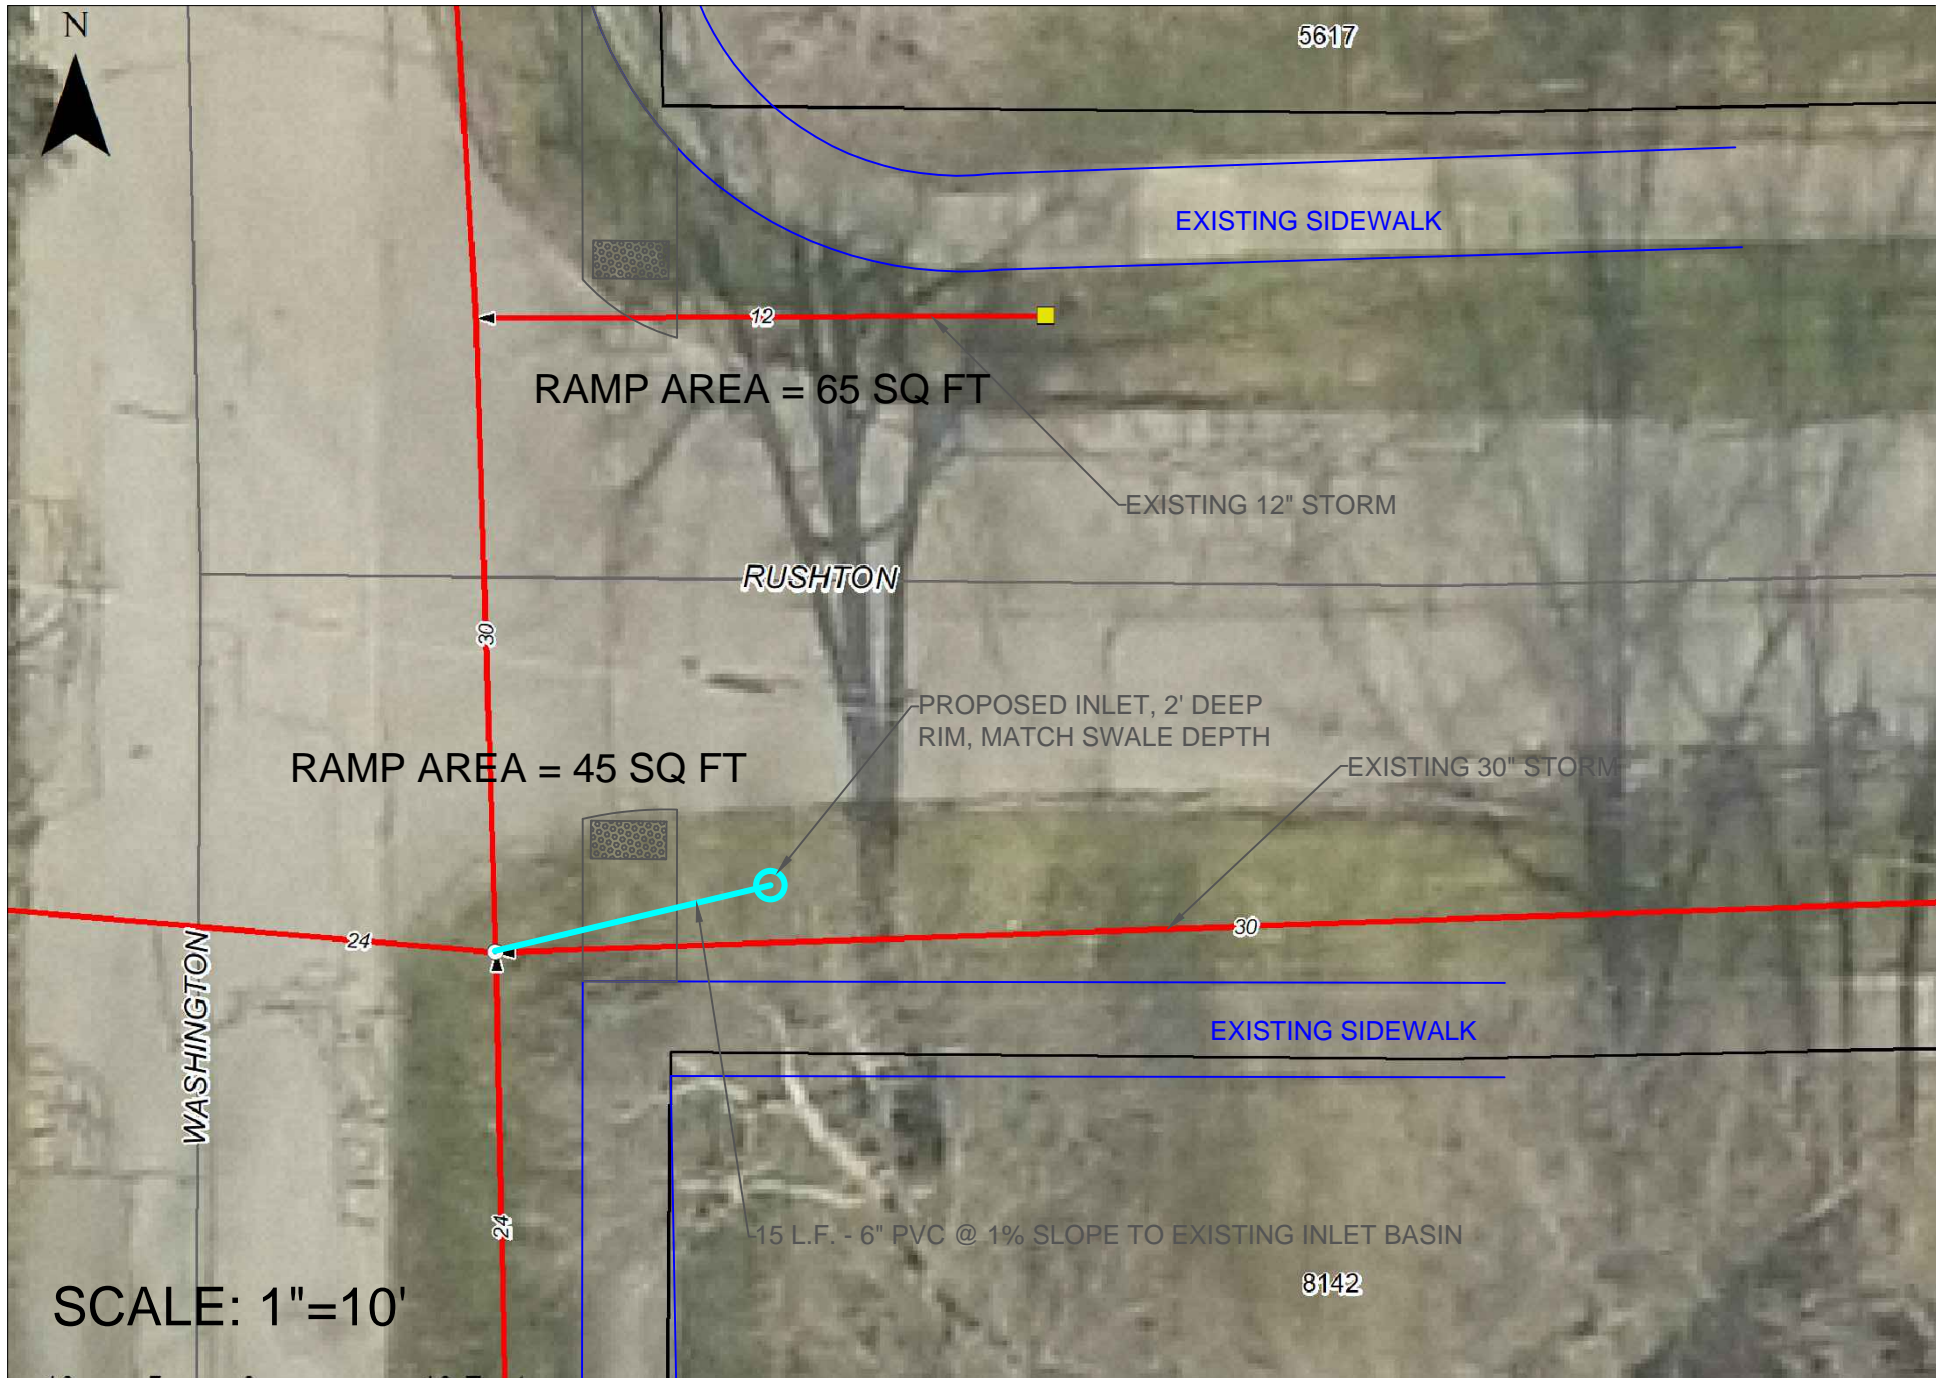 N
5617
EXISTING SIDEWALK
12
RAMP AREA = 65 SQ FT
EXISTING 12" STORM
RUSHTON
30
PROPOSED INLET, 2' DEEP
RIM, MATCH SWALE DEPTH
RAMP AREA = 45 SQ FT
EXISTING 30" STORM
30
24
WASHINGTON
EXISTING SIDEWALK
24
15 L.F. - 6" PVC @ 1% SLOPE TO EXISTING INLET BASIN
8142
SCALE: 1"=10'